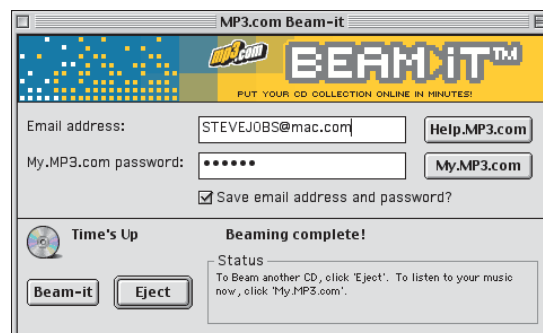 MP3.com Beam-it
mp3.com
BEAM-iT™
PUT YOUR CD COLLECTION ONLINE IN MINUTES!
Email address:
STEVEJOBS@mac.com
Help.MP3.com
My.MP3.com password:
••••••
My.MP3.com
Save email address and password?
Time's Up
Beaming complete!
Status
To Beam another CD, click 'Eject'. To listen to your music
now, click 'My.MP3.com'.
Beam-it
Eject